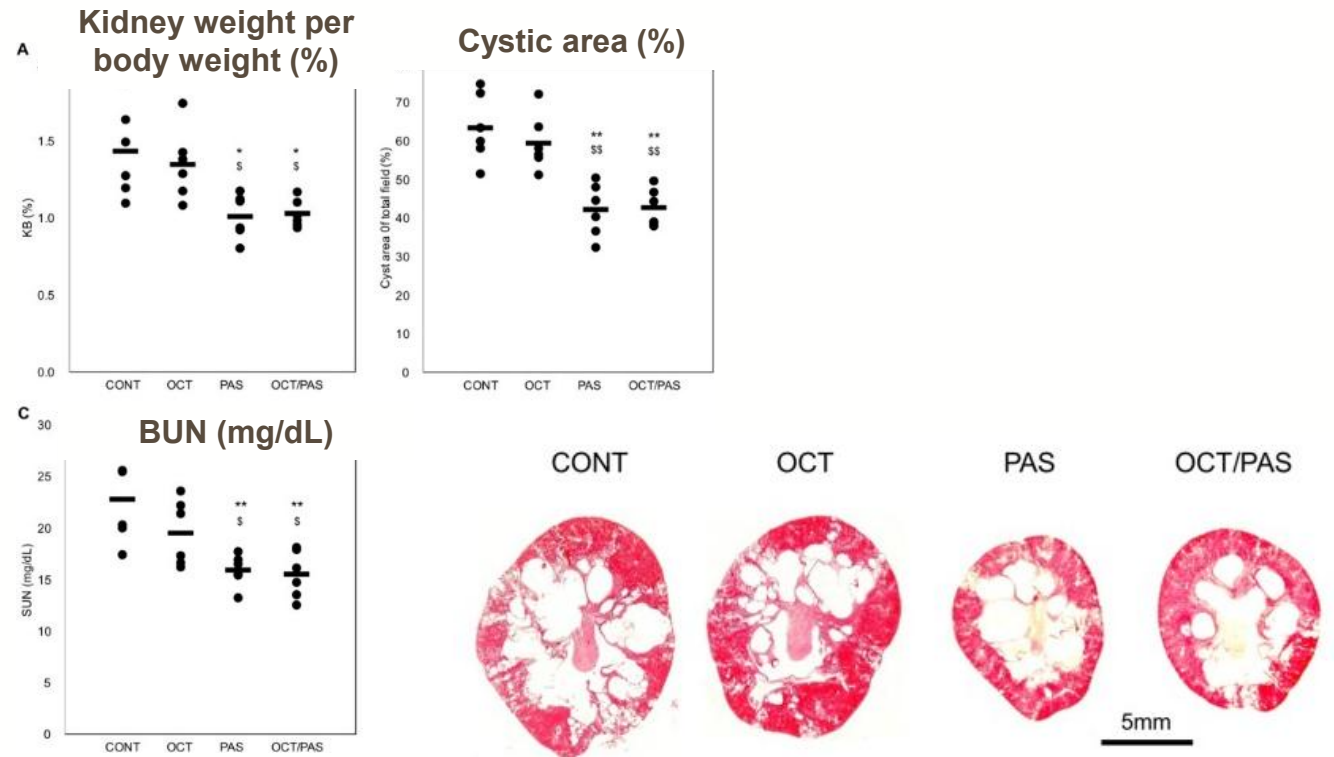 A
Kidney weight per
body weight (%)
KB (%)
1.5
1.0
0.5
0.0
*
$
*
$
CONT OCT PAS OCT/PAS
Cystic area (%)
Cyst area 0f total field (%)
70
60
50
40
30
20
10
0
**
$$
**
$$
CONT OCT PAS OCT/PAS
C
BUN (mg/dL)
SUN (mg/dL)
30
25
20
15
10
5
0
**
$
**
$
CONT OCT PAS OCT/PAS
CONT OCT PAS OCT/PAS
5mm